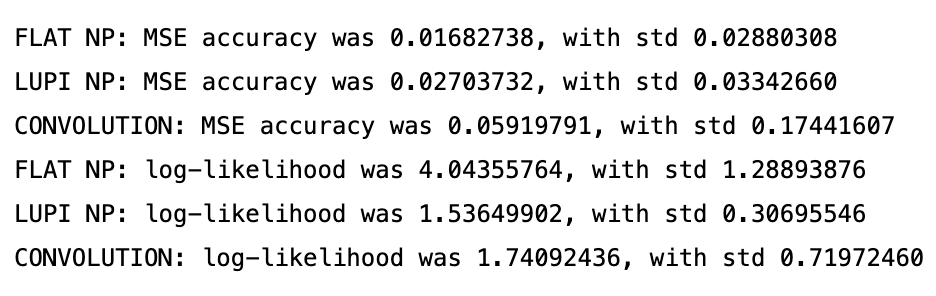 FLAT NP: MSE accuracy was 0.01682738, with std 0.02880308
LUPI NP: MSE accuracy was 0.02703732, with std 0.03342660
CONVOLUTION: MSE accuracy was 0.05919791, with std 0.17441607
FLAT NP: log-likelihood was 4.04355764, with std 1.28893876
LUPI NP: log-likelihood was 1.53649902, with std 0.30695546
CONVOLUTION: log-likelihood was 1.74092436, with std 0.71972460